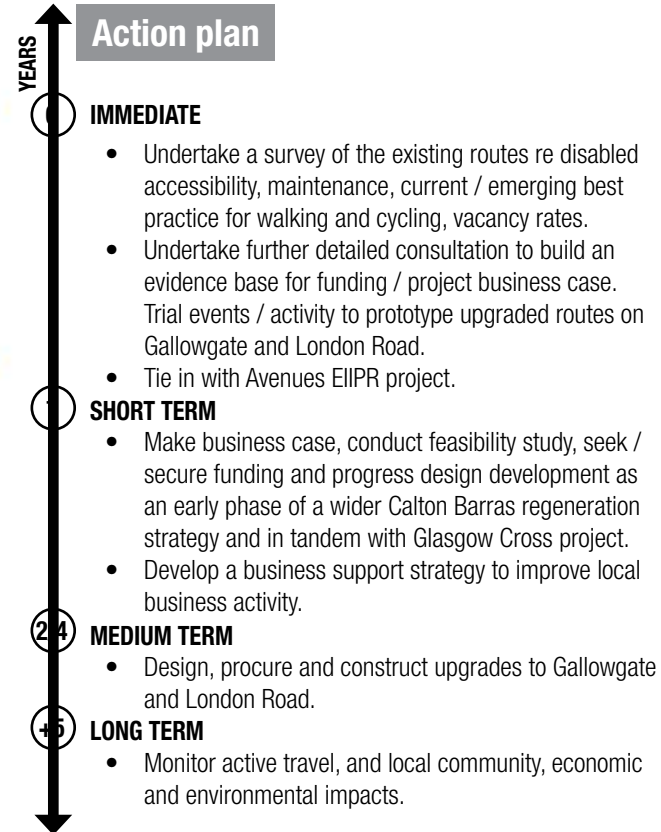 YEARS
Action plan
IMMEDIATE
• Undertake a survey of the existing routes re disabled
accessibility, maintenance, current / emerging best
practice for walking and cycling, vacancy rates.
• Undertake further detailed consultation to build an
evidence base for funding / project business case.
Trial events / activity to prototype upgraded routes on
Gallowgate and London Road.
• Tie in with Avenues EIIPR project.
SHORT TERM
• Make business case, conduct feasibility study, seek /
secure funding and progress design development as
an early phase of a wider Calton Barras regeneration
strategy and in tandem with Glasgow Cross project.
• Develop a business support strategy to improve local
business activity.
2-4
MEDIUM TERM
• Design, procure and construct upgrades to Gallowgate
and London Road.
+5
LONG TERM
• Monitor active travel, and local community, economic
and environmental impacts.